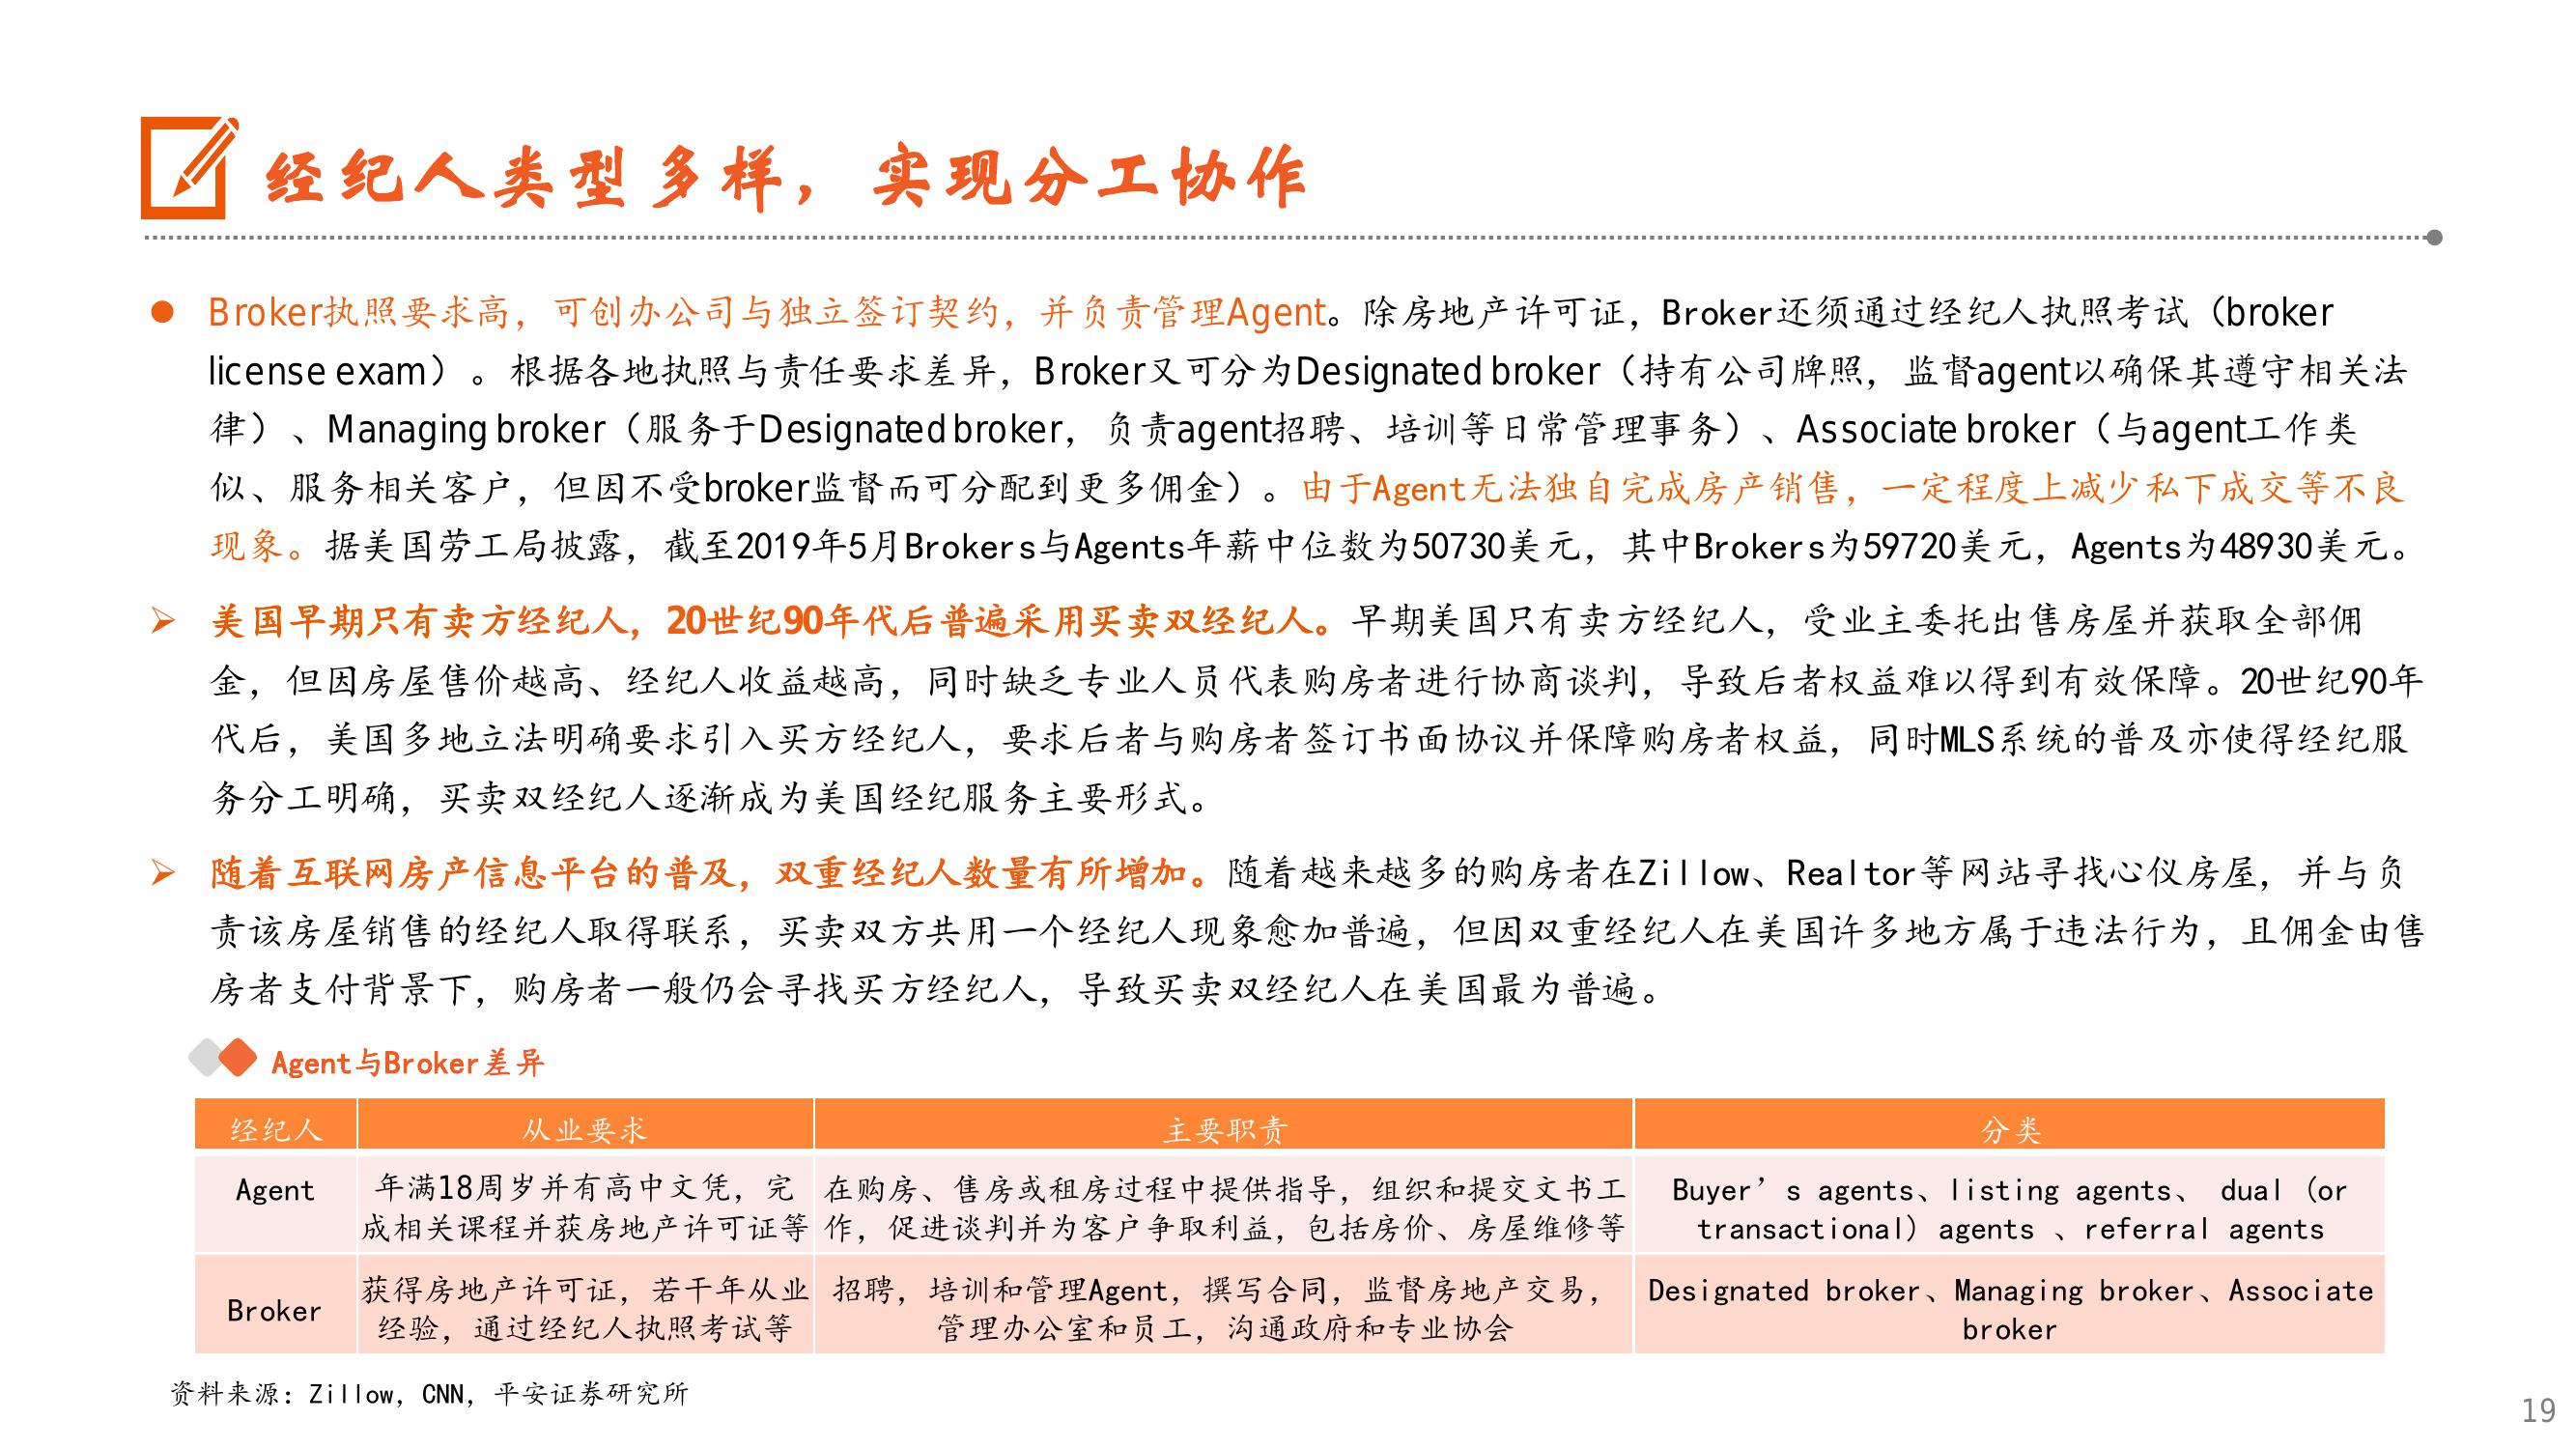 经纪人类型多样，实现分工协作
Broker执照要求高，可创办公司与独立签订契约，并负责管理Agent。除房地产许可证，Broker还须通过经纪人执照考试（broker
license exam）。根据各地执照与责任要求差异，Broker又可分为Designated broker（持有公司牌照，监督agent以确保其遵守相关法
律）、Managing broker（服务于Designated broker，负责agent招聘、培训等日常管理事务）、Associate broker（与agent工作类
似、服务相关客户，但因不受broker监督而可分配到更多佣金）。由于Agent无法独自完成房产销售，一定程度上减少私下成交等不良
现象。据美国劳工局披露，截至2019年5月Brokers与Agents年薪中位数为50730美元，其中Brokers为59720美元，Agents为48930美元。
美国早期只有卖方经纪人，20世纪90年代后普遍采用买卖双经纪人。早期美国只有卖方经纪人，受业主委托出售房屋并获取全部佣
金，但因房屋售价越高、经纪人收益越高，同时缺乏专业人员代表购房者进行协商谈判，导致后者权益难以得到有效保障。20世纪90年
代后，美国多地立法明确要求引入买方经纪人，要求后者与购房者签订书面协议并保障购房者权益，同时MLS系统的普及亦使得经纪服
务分工明确，买卖双经纪人逐渐成为美国经纪服务主要形式。
随着互联网房产信息平台的普及，双重经纪人数量有所增加。随着越来越多的购房者在Zillow、Realtor等网站寻找心仪房屋，并与负
责该房屋销售的经纪人取得联系，买卖双方共用一个经纪人现象愈加普遍，但因双重经纪人在美国许多地方属于违法行为，且佣金由售
房者支付背景下，购房者一般仍会寻找买方经纪人，导致买卖双经纪人在美国最为普遍。
Agent与Broker差异
经纪人 从业要求 主要职责 分类
Agent 年满18周岁并有高中文凭，完 在购房、售房或租房过程中提供指导，组织和提交文书工 Buyer’s agents、listing agents、 dual (or
成相关课程并获房地产许可证等 作，促进谈判并为客户争取利益，包括房价、房屋维修等 transactional) agents 、referral agents
Broker 获得房地产许可证，若干年从业 招聘，培训和管理Agent，撰写合同，监督房地产交易， Designated broker、Managing broker、Associate
经验，通过经纪人执照考试等 管理办公室和员工，沟通政府和专业协会 broker
资料来源：Zillow，CNN，平安证券研究所
19